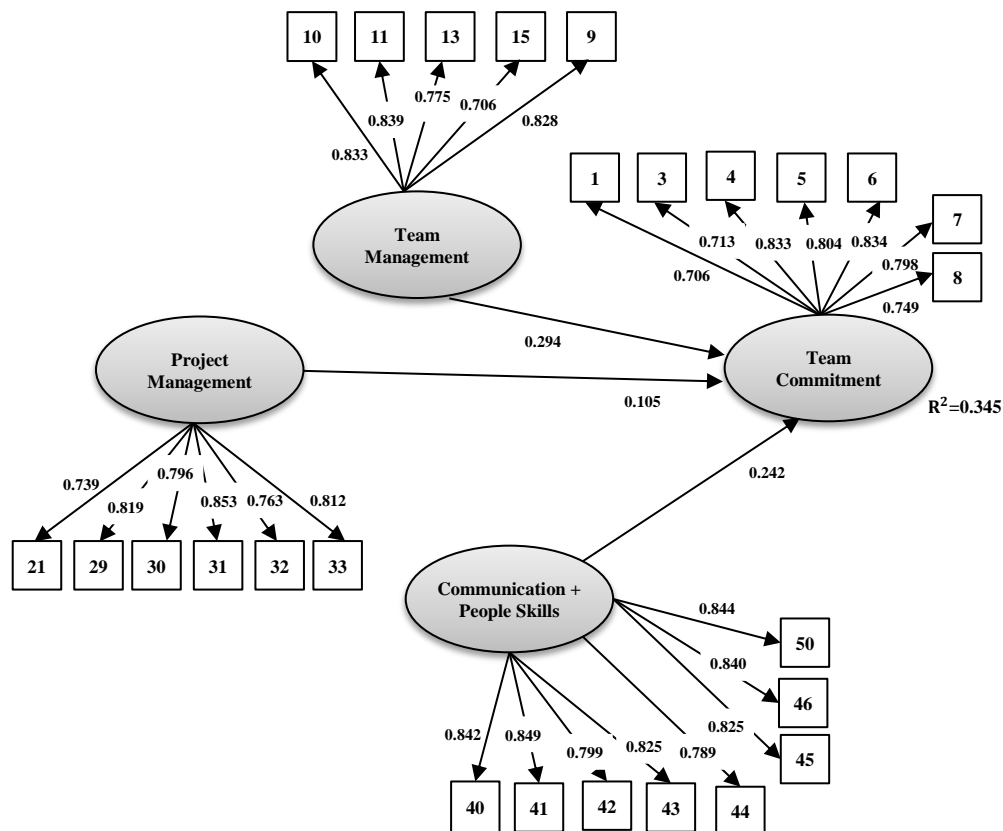 10 11 13 15 9
0.833 0.839 0.775 0.706 0.828
Team
Management
1 3 4 5 6 7 8
0.706 0.713 0.833 0.804 0.834 0.798 0.749
Team
Commitment
R²=0.345
0.294
Project
Management
0.105
0.739 0.819 0.796 0.853 0.763 0.812
21 29 30 31 32 33
0.242
Communication +
People Skills
0.844
50
0.840
46
0.825
45
0.842 0.849 0.799 0.825 0.789
40 41 42 43 44